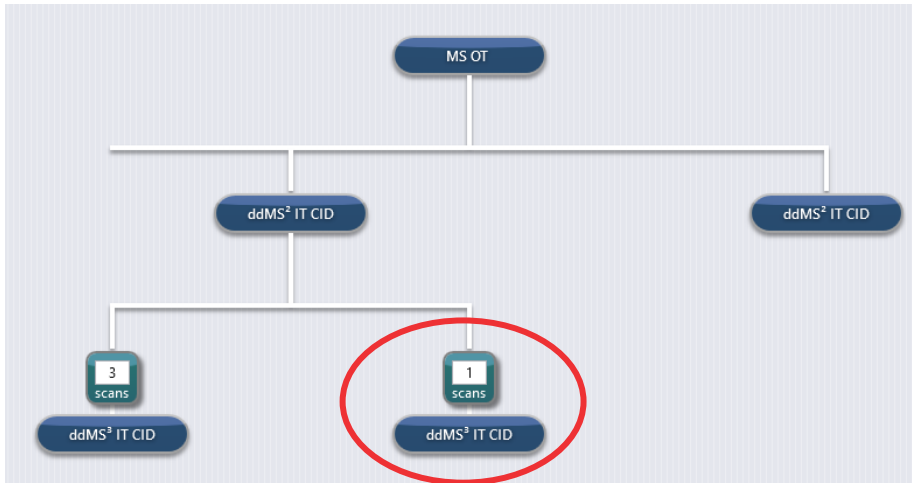 MS OT
ddMS² IT CID
ddMS² IT CID
3
scans
1
scans
ddMS³ IT CID
ddMS³ IT CID